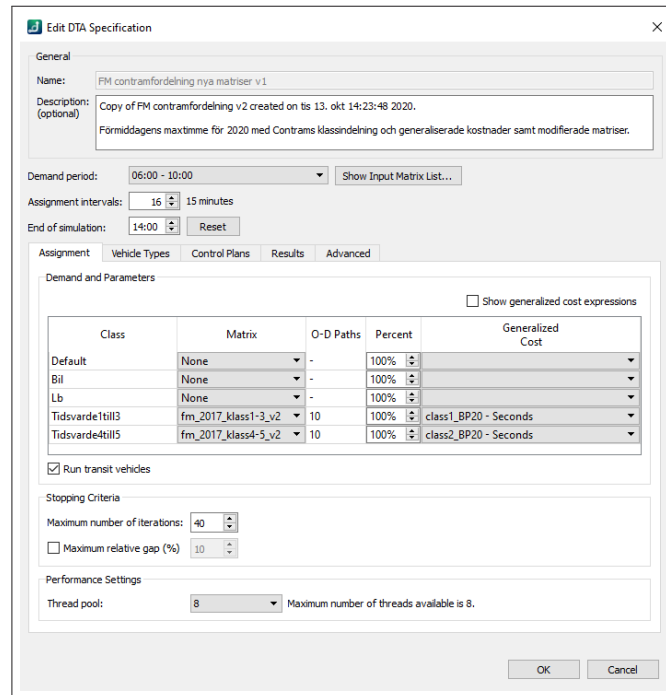 Edit DTA Specification
General
Name: FM contramfordelning nya matriser v1
Description: Copy of FM contramfordelning v2 created on tis 13. okt 14:23:48 2020.
(optional)
Förmiddagens maxtimme för 2020 med Contrams klassindelning och generaliserade kostnader samt modifierade matriser.
Demand period: 06:00 - 10:00 Show Input Matrix List...
Assignment intervals: 16 15 minutes
End of simulation: 14:00 Reset
Assignment Vehicle Types Control Plans Results Advanced
Demand and Parameters
Show generalized cost expressions
Class Matrix O-D Paths Percent Generalized Cost
Default None - 100%
Bil None - 100%
Lb None - 100%
Tidsvarde1till3 fm_2017_klass1-3_v2 10 100% class1_BP20 - Seconds
Tidsvarde4till5 fm_2017_klass4-5_v2 10 100% class2_BP20 - Seconds
Run transit vehicles
Stopping Criteria
Maximum number of iterations: 40
Maximum relative gap (%) 10
Performance Settings
Thread pool: 8 Maximum number of threads available is 8.
OK Cancel